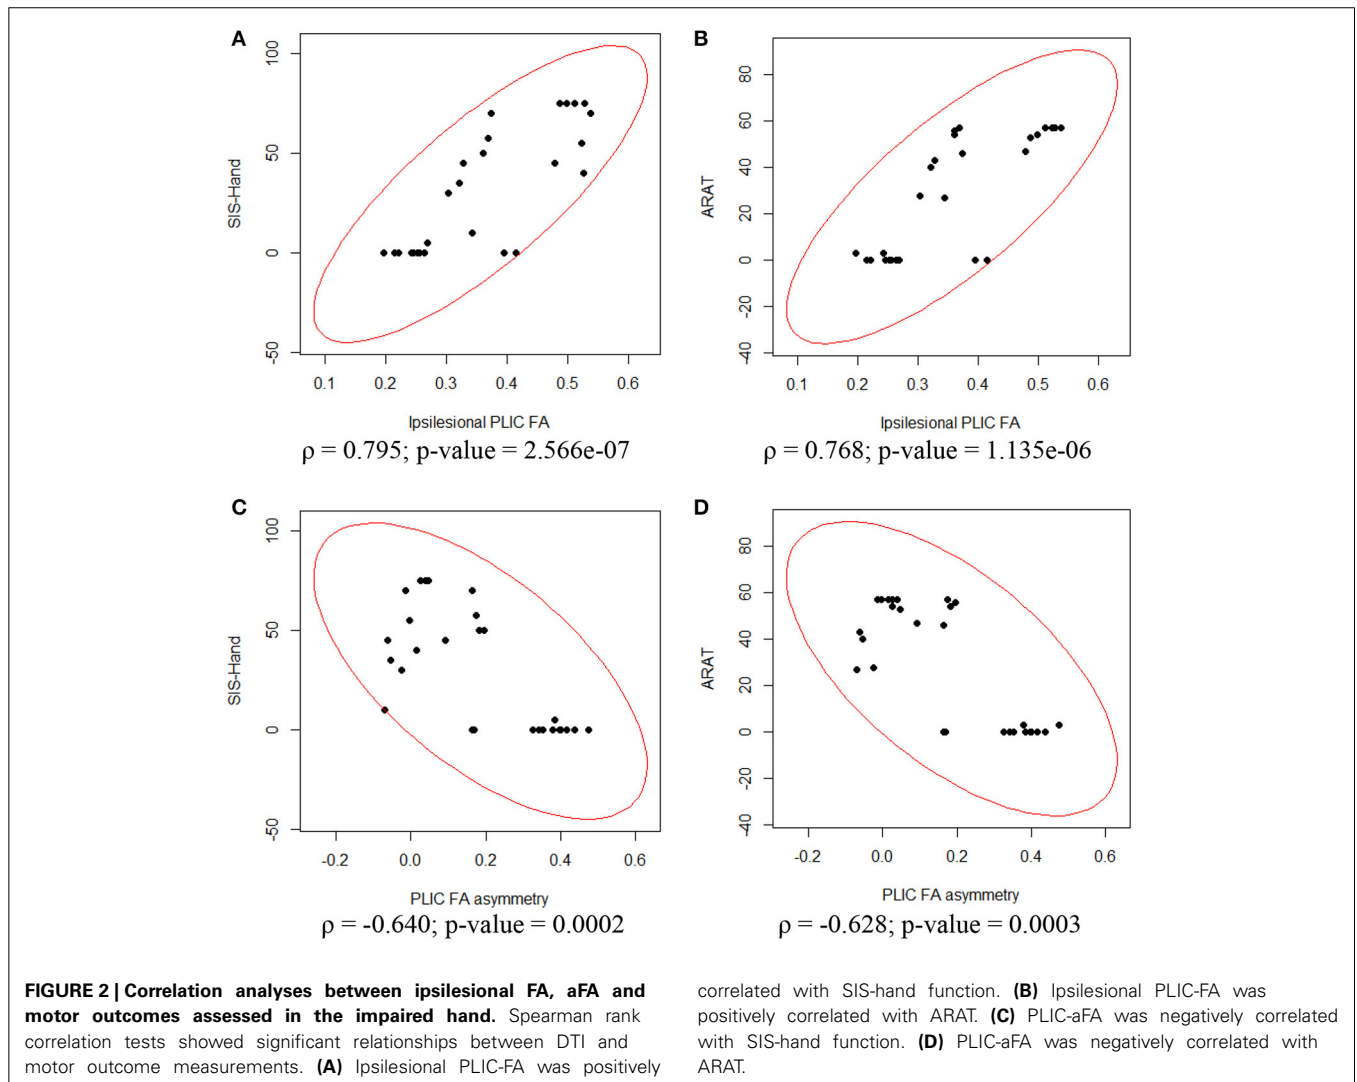 A
SIS-Hand
100
50
0
-50
0.1 0.2 0.3 0.4 0.5 0.6
Ipsilesional PLIC FA
ρ = 0.795; p-value = 2.566e-07
B
ARAT
80
60
40
20
0
-20
-40
0.1 0.2 0.3 0.4 0.5 0.6
Ipsilesional PLIC FA
ρ = 0.768; p-value = 1.135e-06
C
SIS-Hand
100
50
0
-50
-0.2 0.0 0.2 0.4 0.6
PLIC FA asymmetry
ρ = -0.640; p-value = 0.0002
D
ARAT
80
60
40
20
0
-20
-40
-0.2 0.0 0.2 0.4 0.6
PLIC FA asymmetry
ρ = -0.628; p-value = 0.0003
FIGURE 2 | Correlation analyses between ipsilesional FA, aFA and
motor outcomes assessed in the impaired hand. Spearman rank
correlation tests showed significant relationships between DTI and
motor outcome measurements. (A) Ipsilesional PLIC-FA was positively
correlated with SIS-hand function. (B) Ipsilesional PLIC-FA was
positively correlated with ARAT. (C) PLIC-aFA was negatively correlated
with SIS-hand function. (D) PLIC-aFA was negatively correlated with
ARAT.